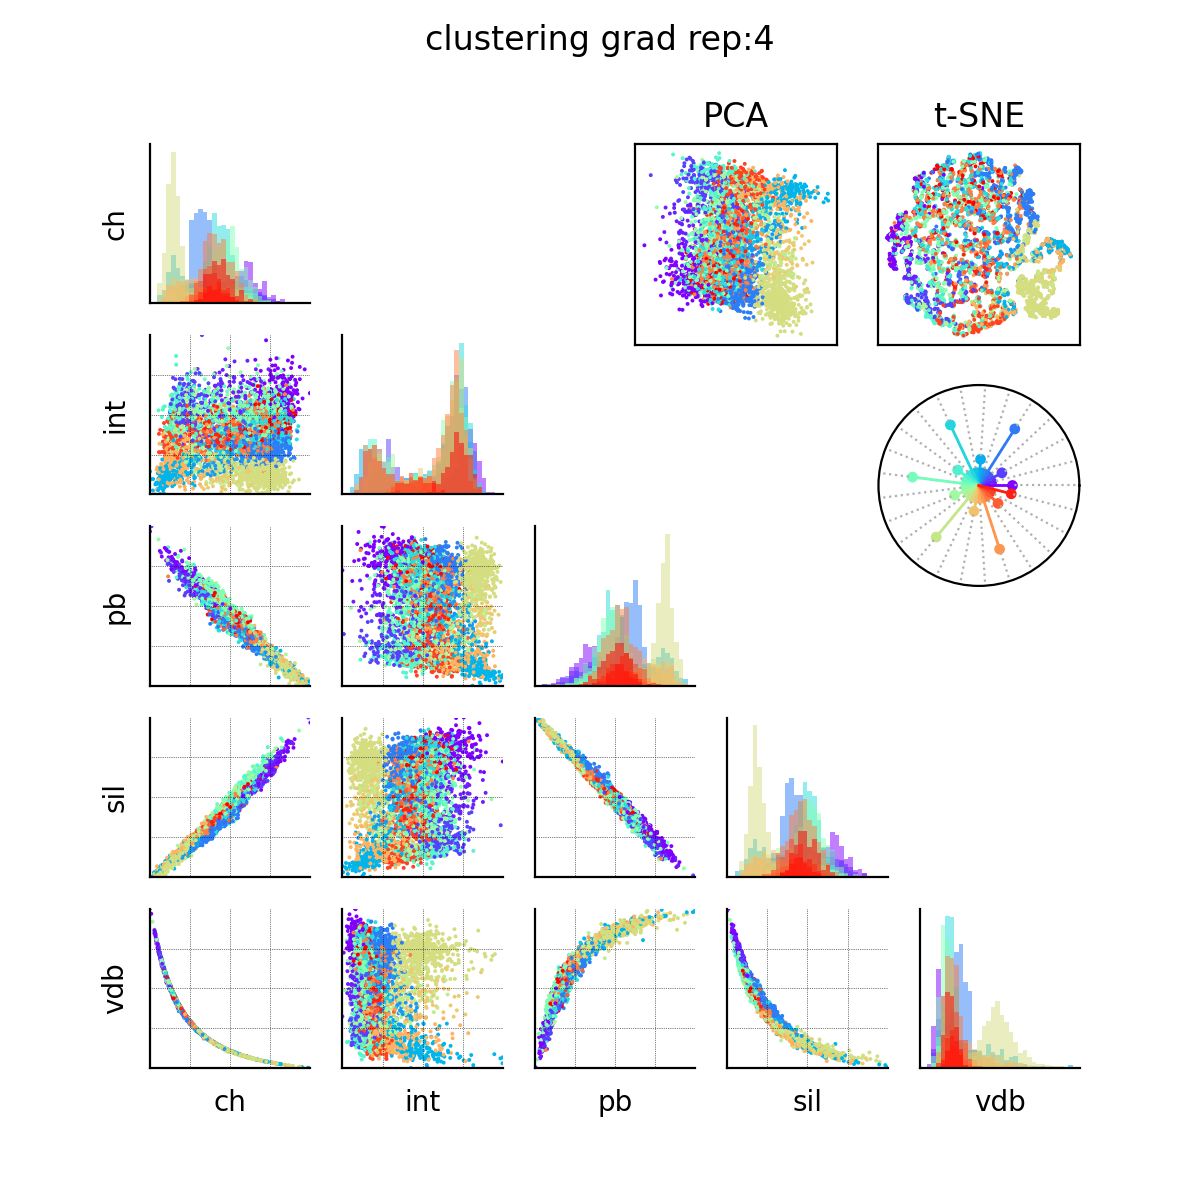 clustering grad rep:4
PCA
t-SNE
ch
int
pb
sil
vdb
ch
int
pb
sil
vdb